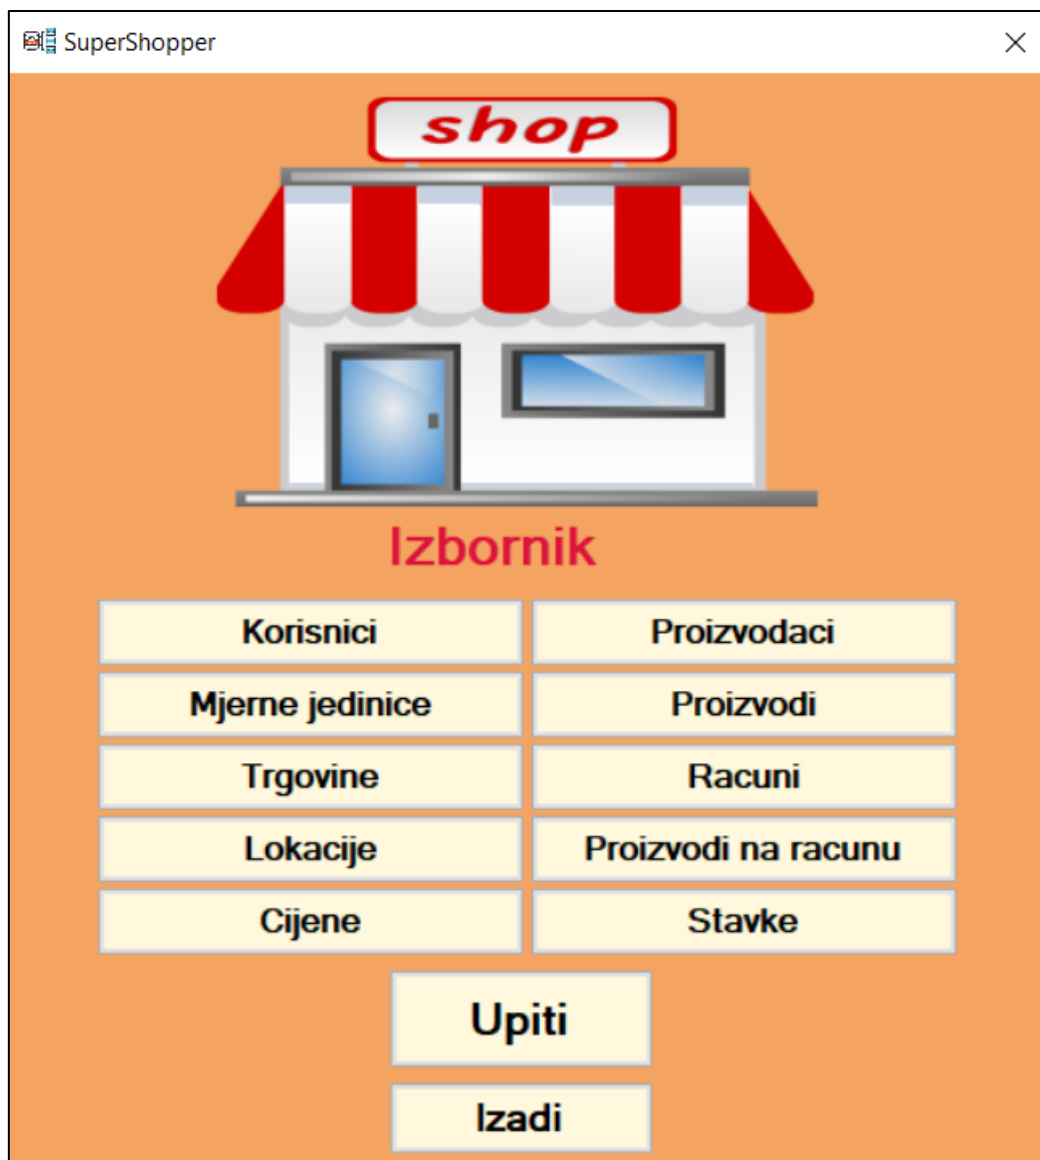 SuperShopper
shop
Izbornik
Korisnici
Proizvodaci
Mjerne jedinice
Proizvodi
Trgovine
Racuni
Lokacije
Proizvodi na racunu
Cijene
Stavke
Upiti
Izadi